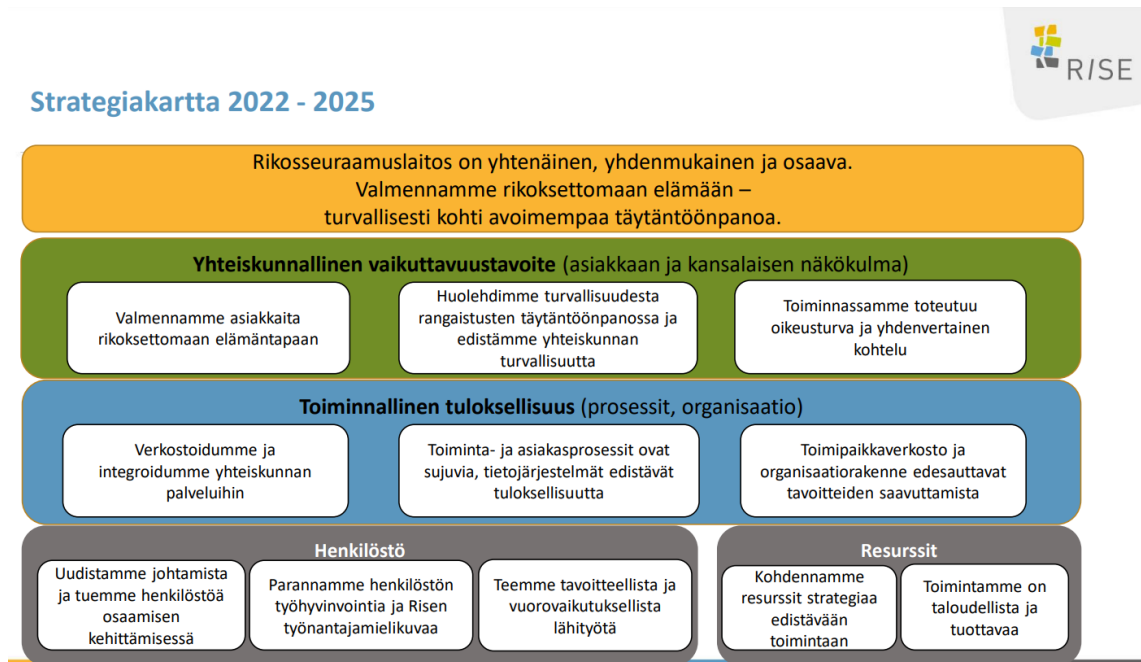 RISE
Strategiakartta 2022 - 2025
Rikosseuraamuslaitos on yhtenäinen, yhdenmukainen ja osaava.
Valmennamme rikoksettomaan elämään –
turvallisesti kohti avoimempaa täytäntöönpanoa.
Yhteiskunnallinen vaikuttavuustavoite (asiakkaan ja kansalaisen näkökulma)
Valmennamme asiakkaita
rikoksettomaan elämäntapaan
Huolehdimme turvallisuudesta
rangaistusten täytäntöönpanossa ja
edistämme yhteiskunnan
turvallisuutta
Toiminnassamme toteutuu
oikeusturva ja yhdenvertainen
kohtelu
Toiminnallinen tuloksellisuus (prosessit, organisaatio)
Verkostoidumme ja
integroidumme yhteiskunnan
palveluihin
Toiminta- ja asiakasprosessit ovat
sujuvia, tietojärjestelmät edistävät
tuloksellisuutta
Toimipaikkaverkosto ja
organisaatiorakenne edesauttavat
tavoitteiden saavuttamista
Henkilöstö
Uudistamme johtamista
ja tuemme henkilöstöä
osaamisen
kehittämisessä
Parannamme henkilöstön
työhyvinvointia ja Risen
työnantajamielikuvaa
Teemme tavoitteellista ja
vuorovaikutuksellista
lähityötä
Resurssit
Kohdennamme
resurssit strategiaa
edistävään
toimintaan
Toimintamme on
taloudellista ja
tuottavaa